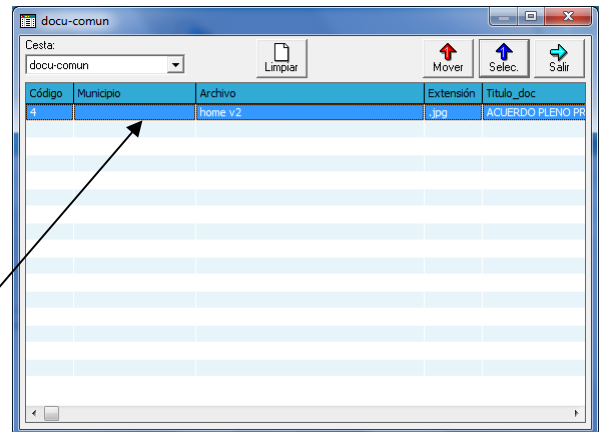 docu-comun
Cesta:
docu-comun
Limpiar
Mover
Selec.
Salir
Código Municipio Archivo Extensión Titulo_doc
4 home v2 .jpg ACUERDO PLENO PR